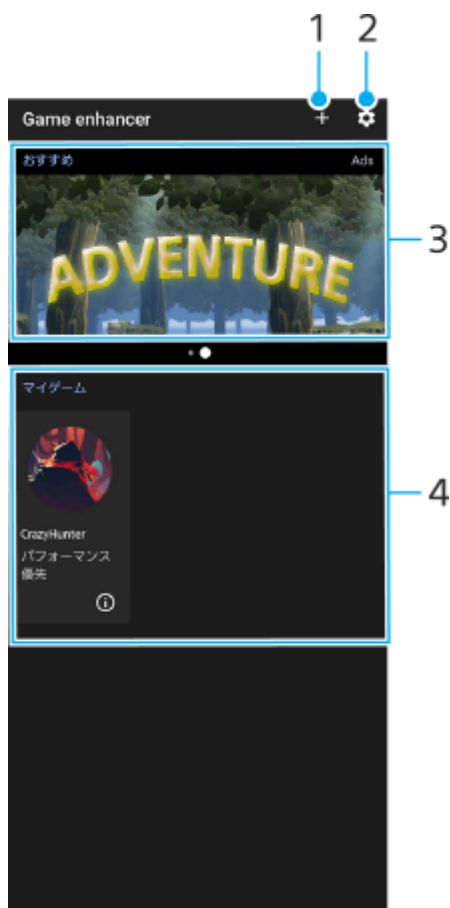 1 2
Game enhancer
おすすめ Ads
ADVENTURE
3
マイゲーム
CrazyHunter
パフォーマンス
優先
4